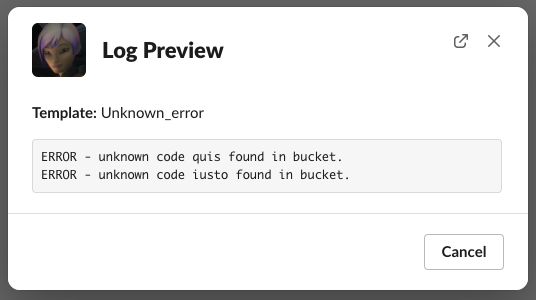 Log Preview
Template: Unknown_error
ERROR - unknown code quis found in bucket.
ERROR - unknown code iusto found in bucket.
Cancel